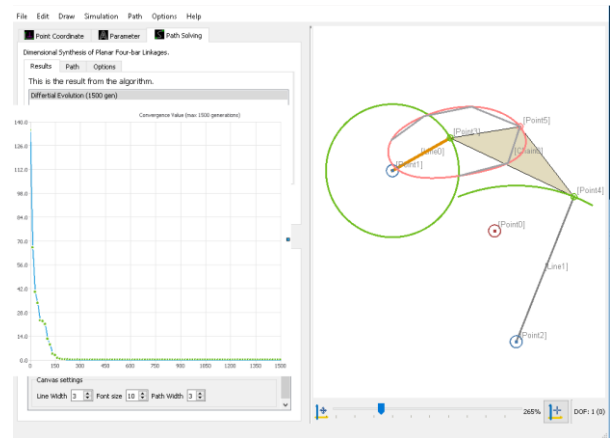 File Edit Draw Simulation Path Options Help
Point Coordinate Parameter Path Solving
Dimensional Synthesis of Planar Four-bar Linkages.
Results Path Options
This is the result from the algorithm.
Differtial Evolution (1500 gen)
Convergence Value (max 1500 generations)
140.0
126.0
112.0
98.0
84.0
70.0
56.0
42.0
28.0
14.0
0.0
0 150 300 450 600 750 900 1050 1200 1350 1500
Canvas settings
Line Width 3 Font size 10 Path Width 3
[Point5]
[Point3]
[Line0]
[Point1]
[Point4]
[Point0]
[Line1]
[Point2]
265% DOF: 1 (0)